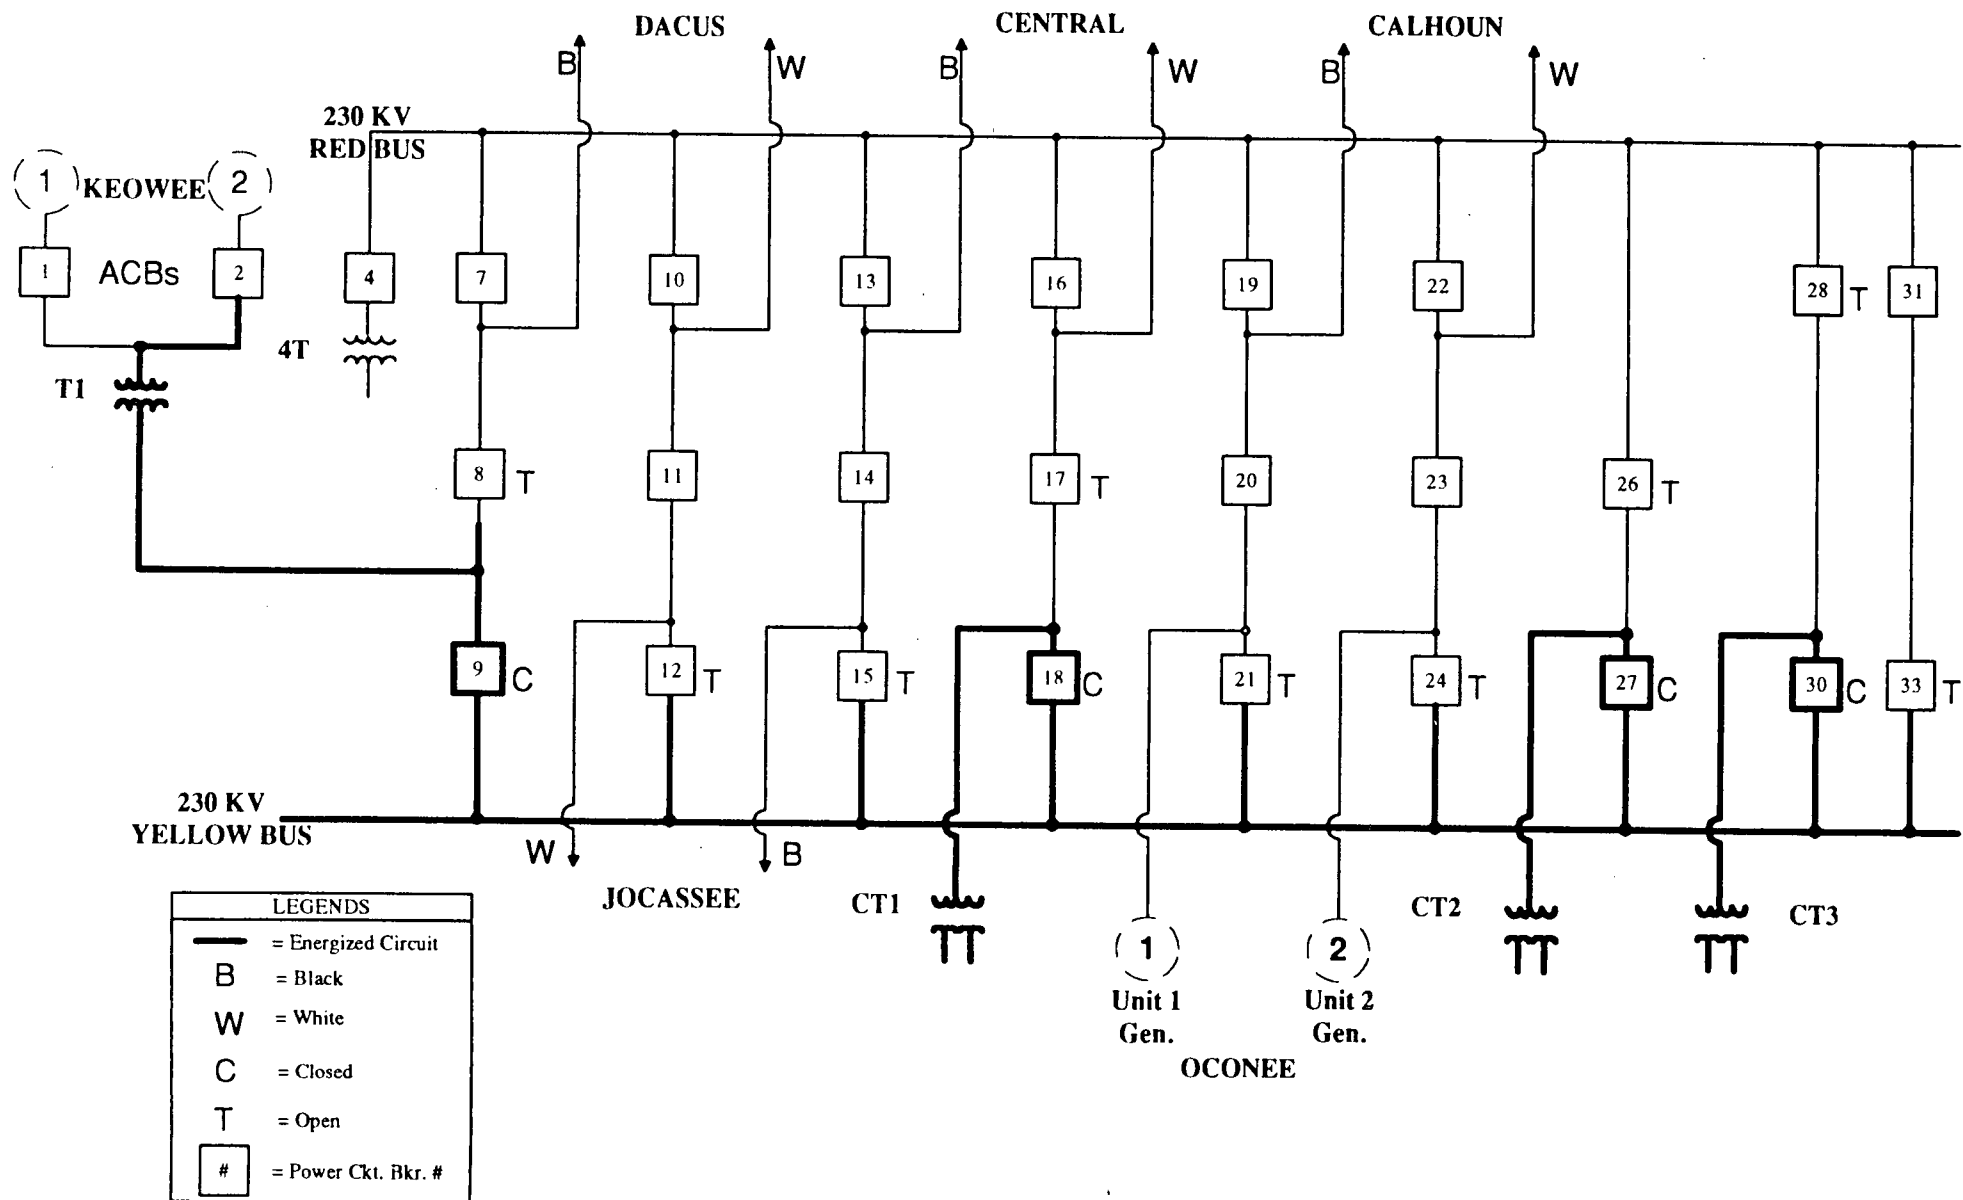 DACUS
CENTRAL
CALHOUN
B
W
B
W
B
W
230 KV
RED BUS
1
KEOWEE
2
1
ACBs
2
4
7
10
13
16
19
22
28
T
31
4T
T1
8
T
11
14
17
T
20
23
26
T
9
C
12
T
15
T
18
C
21
T
24
T
27
C
30
C
33
T
230 KV
YELLOW BUS
W
B
JOCASSEE
CT1
CT2
CT3
1
2
Unit 1
Gen.
Unit 2
Gen.
OCONEE
LEGENDS
= Energized Circuit
B = Black
W = White
C = Closed
T = Open
# = Power Ckt. Bkr. #